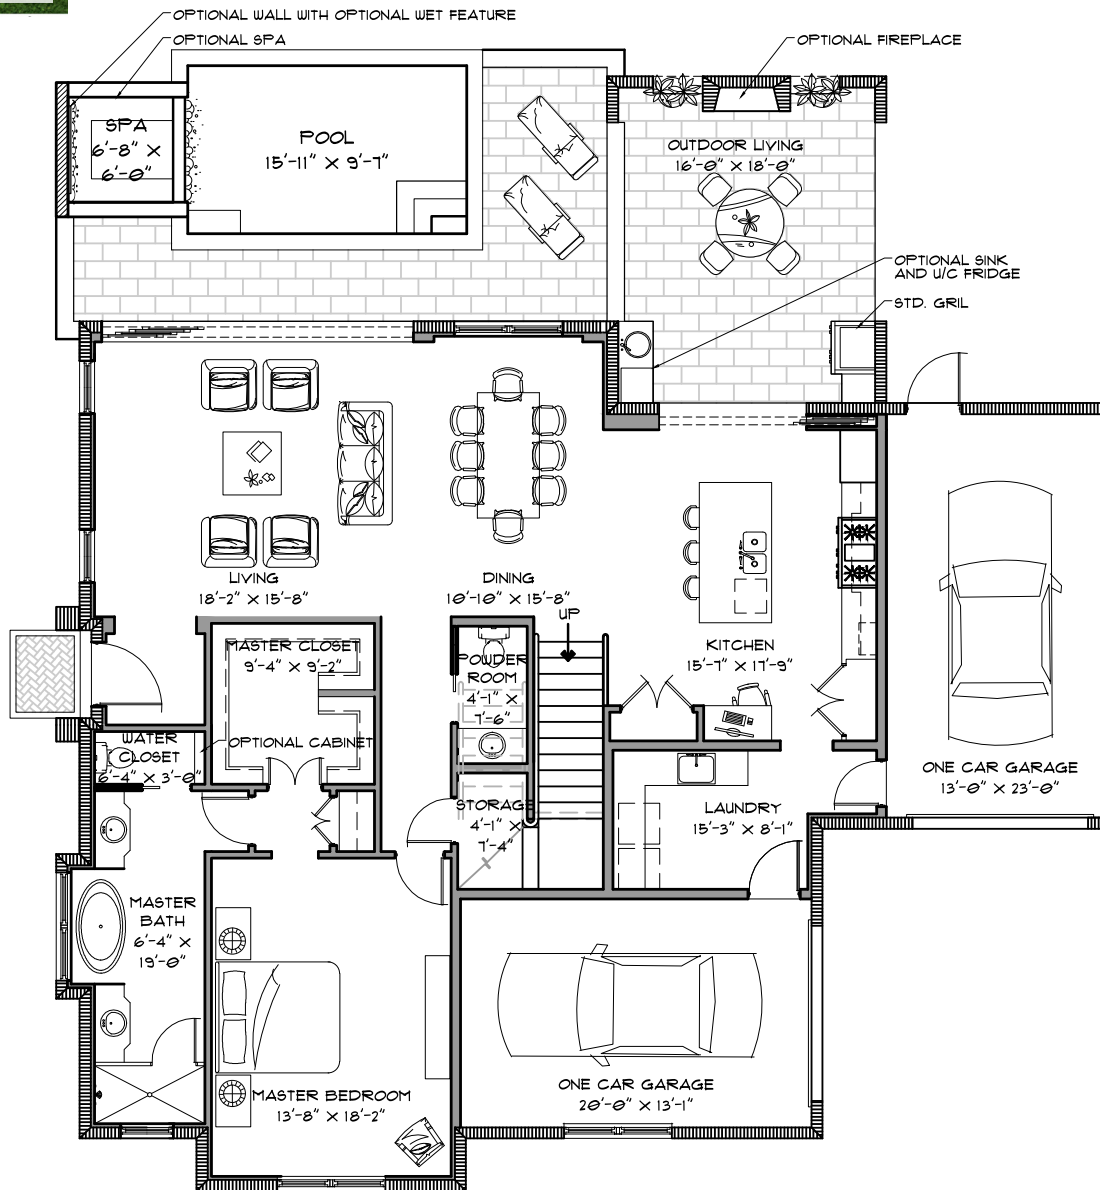 OPTIONAL WALL WITH OPTIONAL WET FEATURE
OPTIONAL SPA
OPTIONAL FIREPLACE
SPA
6'-8" X
6'-0"
POOL
15'-11" X 9'-7"
OUTDOOR LIVING
16'-0" X 18'-0"
OPTIONAL SINK
AND U/C FRIDGE
STD. GRIL
LIVING
18'-2" X 15'-8"
DINING
10'-10" X 15'-8"
UP
KITCHEN
15'-7" X 17'-9"
MASTER CLOSET
9'-4" X 9'-2"
POWDER
ROOM
4'-1" X
7'-6"
WATER
CLOSET
6'-4" X 3'-0"
OPTIONAL CABINET
ONE CAR GARAGE
13'-0" X 23'-0"
STORAGE
4'-1" X
7'-4"
LAUNDRY
15'-3" X 8'-1"
MASTER
BATH
6'-4" X
19'-0"
MASTER BEDROOM
13'-8" X 18'-2"
ONE CAR GARAGE
20'-0" X 13'-1"